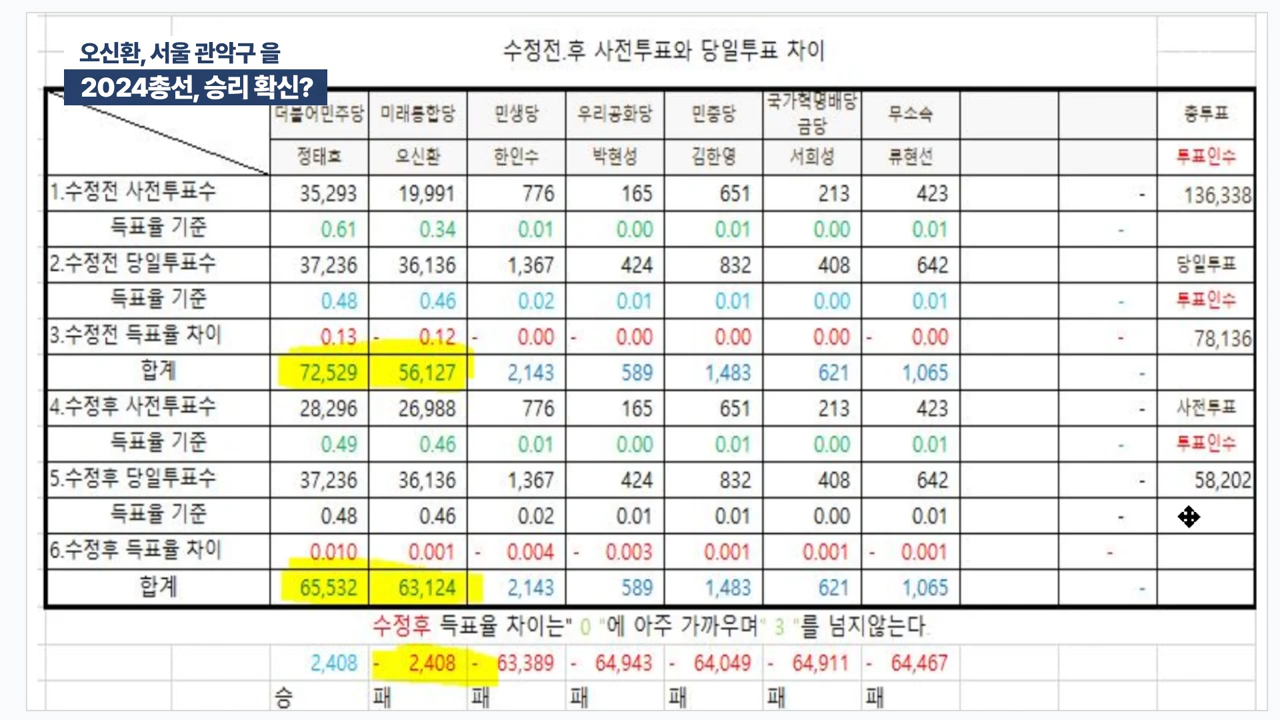 오신환, 서울 관악구 을
2024총선, 승리 확신?
수정전.후 사전투표와 당일투표 차이
더불어민주당 미래통합당 민생당 우리공화당 민중당 국가혁명배당금당 무소속 총투표
정태호 오신환 한인수 박현성 김한영 서희성 류현선 투표인수
1.수정전 사전투표수 35,293 19,991 776 165 651 213 423 - 136,338
득표율 기준 0.61 0.34 0.01 0.00 0.01 0.00 0.01 -
2.수정전 당일투표수 37,236 36,136 1,367 424 832 408 642 당일투표
득표율 기준 0.48 0.46 0.02 0.01 0.01 0.00 0.01 - 투표인수
3.수정전 득표율 차이 0.13 - 0.12 - 0.00 - 0.00 0.00 0.00 - 0.00 - 78,136
합계 72,529 56,127 2,143 589 1,483 621 1,065 -
4.수정후 사전투표수 28,296 26,988 776 165 651 213 423 - 사전투표
득표율 기준 0.49 0.46 0.01 0.00 0.01 0.00 0.01 - 투표인수
5.수정후 당일투표수 37,236 36,136 1,367 424 832 408 642 - 58,202
득표율 기준 0.48 0.46 0.02 0.01 0.01 0.00 0.01 -
6.수정후 득표율 차이 0.010 0.001 - 0.004 - 0.003 0.001 0.001 - 0.001 -
합계 65,532 63,124 2,143 589 1,483 621 1,065 -
수정후 득표율 차이는" 0 "에 아주 가까우며" 3 "를 넘지않는다.
2,408 - 2,408 - 63,389 - 64,943 - 64,049 - 64,911 - 64,467
승 패 패 패 패 패 패